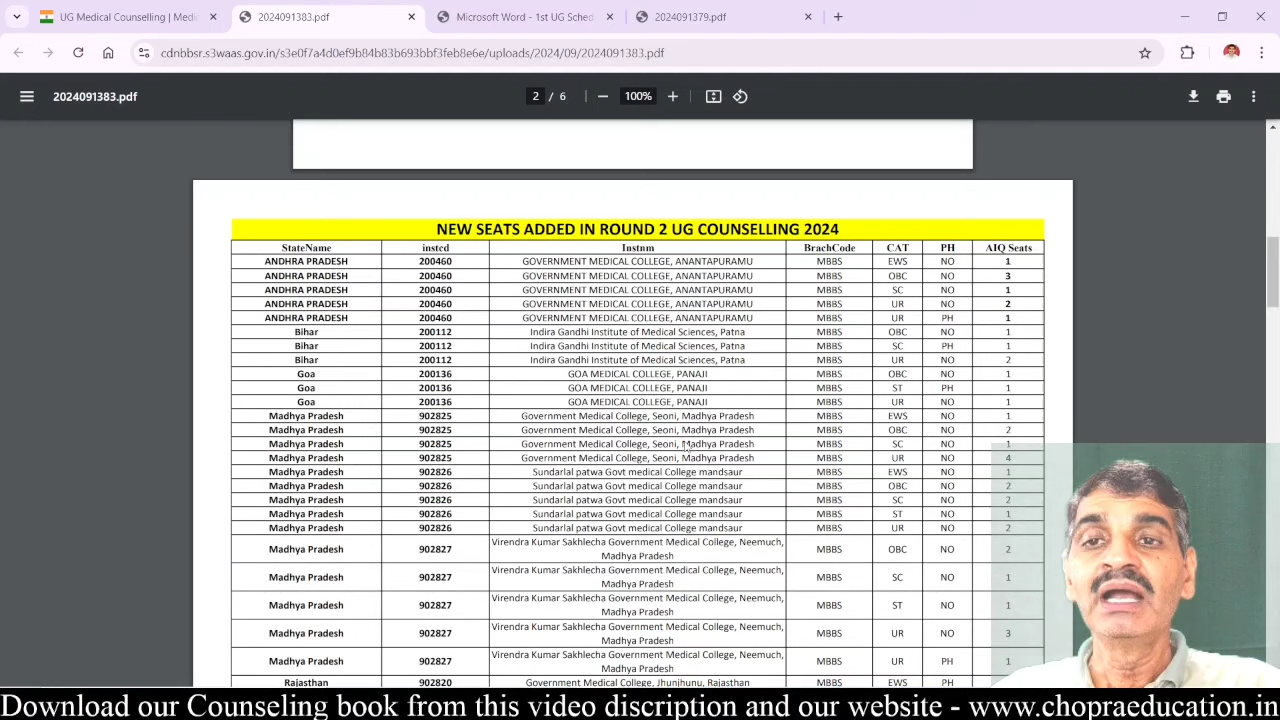 UG Medical Counselling | Medic
2024091383.pdf
Microsoft Word - 1st UG Sched
2024091379.pdf
cdnbbsr.s3waas.gov.in/s3e0f7a4d0ef9b84b83b693bbf3feb8e6e/uploads/2024/09/2024091383.pdf
2024091383.pdf
2 / 6
100%
NEW SEATS ADDED IN ROUND 2 UG COUNSELLING 2024
StateName instcd Instnm BrachCode CAT PH AIQ Seats
ANDHRA PRADESH 200460 GOVERNMENT MEDICAL COLLEGE, ANANTAPURAMU MBBS EWS NO 1
ANDHRA PRADESH 200460 GOVERNMENT MEDICAL COLLEGE, ANANTAPURAMU MBBS OBC NO 3
ANDHRA PRADESH 200460 GOVERNMENT MEDICAL COLLEGE, ANANTAPURAMU MBBS SC NO 1
ANDHRA PRADESH 200460 GOVERNMENT MEDICAL COLLEGE, ANANTAPURAMU MBBS UR NO 2
ANDHRA PRADESH 200460 GOVERNMENT MEDICAL COLLEGE, ANANTAPURAMU MBBS UR PH 1
Bihar 200112 Indira Gandhi Institute of Medical Sciences, Patna MBBS OBC NO 1
Bihar 200112 Indira Gandhi Institute of Medical Sciences, Patna MBBS SC PH 1
Bihar 200112 Indira Gandhi Institute of Medical Sciences, Patna MBBS UR NO 2
Goa 200136 GOA MEDICAL COLLEGE, PANAJI MBBS OBC NO 1
Goa 200136 GOA MEDICAL COLLEGE, PANAJI MBBS ST PH 1
Goa 200136 GOA MEDICAL COLLEGE, PANAJI MBBS UR NO 1
Madhya Pradesh 902825 Government Medical College, Seoni, Madhya Pradesh MBBS EWS NO 1
Madhya Pradesh 902825 Government Medical College, Seoni, Madhya Pradesh MBBS OBC NO 2
Madhya Pradesh 902825 Government Medical College, Seoni, Madhya Pradesh MBBS SC NO 1
Madhya Pradesh 902825 Government Medical College, Seoni, Madhya Pradesh MBBS UR NO 4
Madhya Pradesh 902826 Sundarlal patwa Govt medical College mandsaur MBBS EWS NO 1
Madhya Pradesh 902826 Sundarlal patwa Govt medical College mandsaur MBBS OBC NO 2
Madhya Pradesh 902826 Sundarlal patwa Govt medical College mandsaur MBBS SC NO 2
Madhya Pradesh 902826 Sundarlal patwa Govt medical College mandsaur MBBS ST NO 1
Madhya Pradesh 902826 Sundarlal patwa Govt medical College mandsaur MBBS UR NO 2
Virendra Kumar Sakhlecha Government Medical College, Neemuch,
Madhya Pradesh 902827 Madhya Pradesh MBBS OBC NO 2
Virendra Kumar Sakhlecha Government Medical College, Neemuch,
Madhya Pradesh 902827 Madhya Pradesh MBBS SC NO 1
Virendra Kumar Sakhlecha Government Medical College, Neemuch,
Madhya Pradesh 902827 Madhya Pradesh MBBS ST NO 1
Virendra Kumar Sakhlecha Government Medical College, Neemuch,
Madhya Pradesh 902827 Madhya Pradesh MBBS UR NO 3
Virendra Kumar Sakhlecha Government Medical College, Neemuch,
Madhya Pradesh 902827 Madhya Pradesh MBBS UR PH 1
Rajasthan 902820 Government Medical College, Jhunjhunu, Rajasthan MBBS EWS PH
Download our Counseling book from this video discription and our website - www.chopraeducation.in